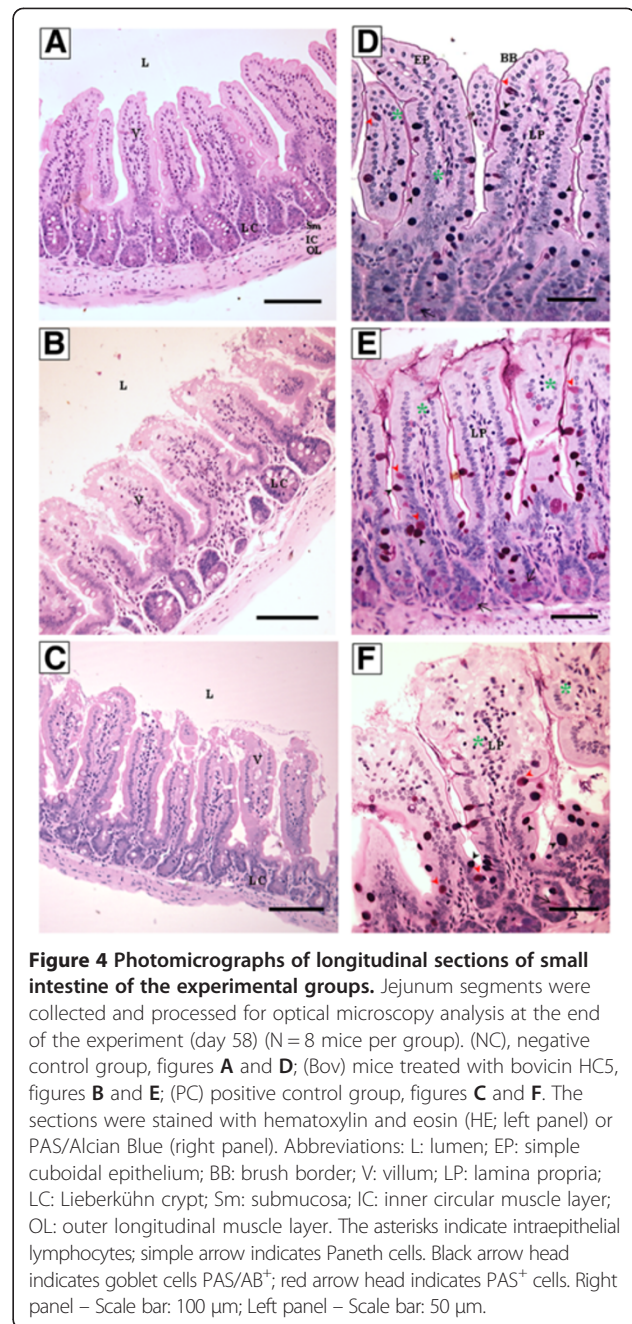 A
L
V
LC
Sm
IC
OL
D
EP
BB
LP
B
L
V
LC
E
LP
C
L
V
LC
F
LP
Figure 4 Photomicrographs of longitudinal sections of small
intestine of the experimental groups. Jejunum segments were
collected and processed for optical microscopy analysis at the end
of the experiment (day 58) (N = 8 mice per group). (NC), negative
control group, figures A and D; (Bov) mice treated with bovicin HC5,
figures B and E; (PC) positive control group, figures C and F. The
sections were stained with hematoxylin and eosin (HE; left panel) or
PAS/Alcian Blue (right panel). Abbreviations: L: lumen; EP: simple
cuboidal epithelium; BB: brush border; V: villum; LP: lamina propria;
LC: Lieberkühn crypt; Sm: submucosa; IC: inner circular muscle layer;
OL: outer longitudinal muscle layer. The asterisks indicate intraepithelial
lymphocytes; simple arrow indicates Paneth cells. Black arrow head
indicates goblet cells PAS/AB⁺; red arrow head indicates PAS⁺ cells. Right
panel – Scale bar: 100 μm; Left panel – Scale bar: 50 μm.